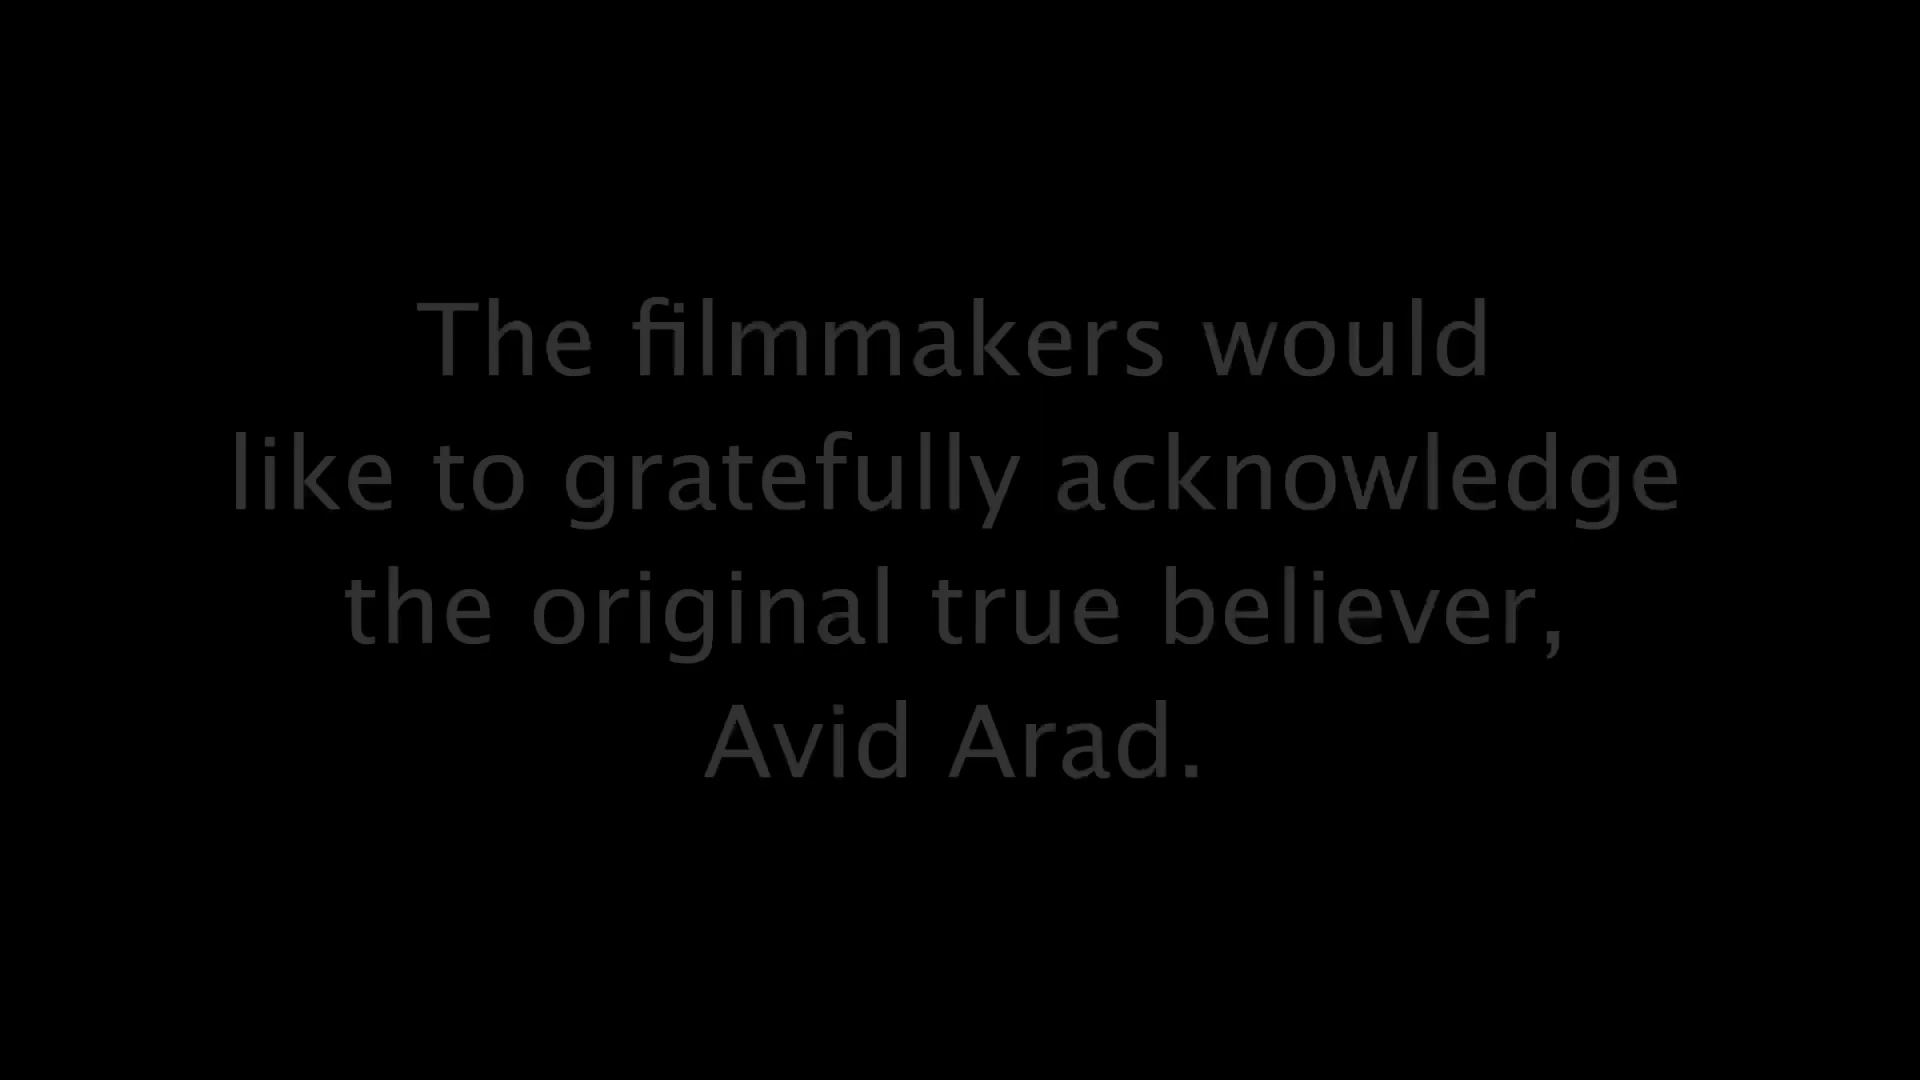 The filmmakers would
like to gratefully acknowledge
the original true believer,
Avid Arad.